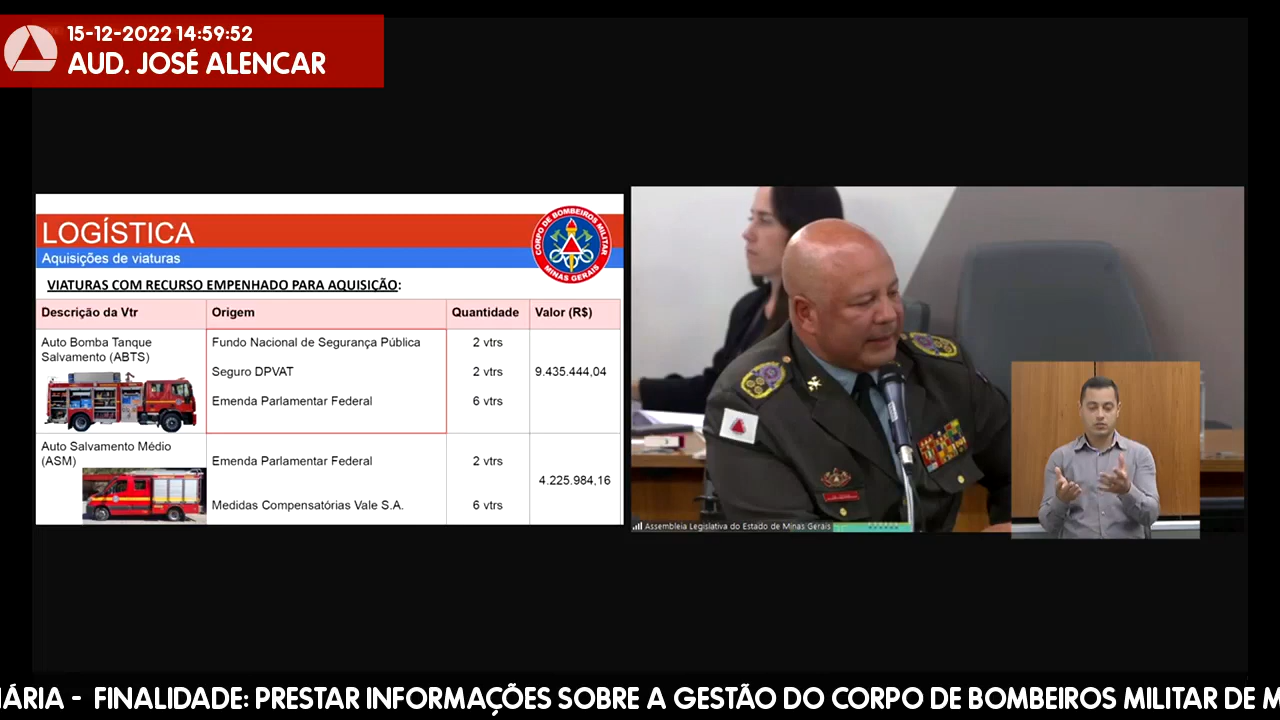 15-12-2022 14:59:52
AUD. JOSÉ ALENCAR
LOGÍSTICA
Aquisições de viaturas
CORPO DE BOMBEIROS MILITAR
MINAS GERAIS
VIATURAS COM RECURSO EMPENHADO PARA AQUISIÇÃO:
Descrição da Vtr Origem Quantidade Valor (R$)
Auto Bomba Tanque
Salvamento (ABTS)
Fundo Nacional de Segurança Pública 2 vtrs
Seguro DPVAT 2 vtrs 9.435.444,04
Emenda Parlamentar Federal 6 vtrs
Auto Salvamento Médio
(ASM)
Emenda Parlamentar Federal 2 vtrs
4.225.984,16
Medidas Compensatórias Vale S.A. 6 vtrs
Assembleia Legislativa do Estado de Minas Gerais
IÁRIA - FINALIDADE: PRESTAR INFORMAÇÕES SOBRE A GESTÃO DO CORPO DE BOMBEIROS MILITAR DE M